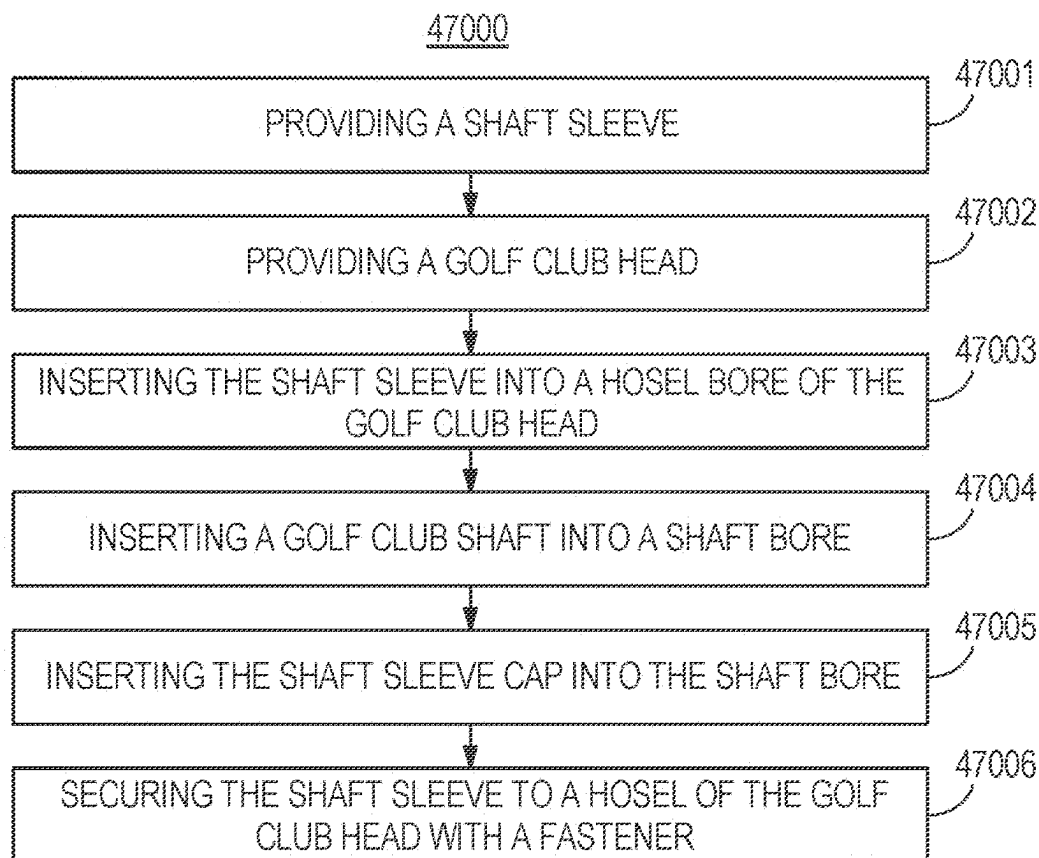 47000
47001
PROVIDING A SHAFT SLEEVE
47002
PROVIDING A GOLF CLUB HEAD
47003
INSERTING THE SHAFT SLEEVE INTO A HOSEL BORE OF THE
GOLF CLUB HEAD
47004
INSERTING A GOLF CLUB SHAFT INTO A SHAFT BORE
47005
INSERTING THE SHAFT SLEEVE CAP INTO THE SHAFT BORE
47006
SECURING THE SHAFT SLEEVE TO A HOSEL OF THE GOLF
CLUB HEAD WITH A FASTENER